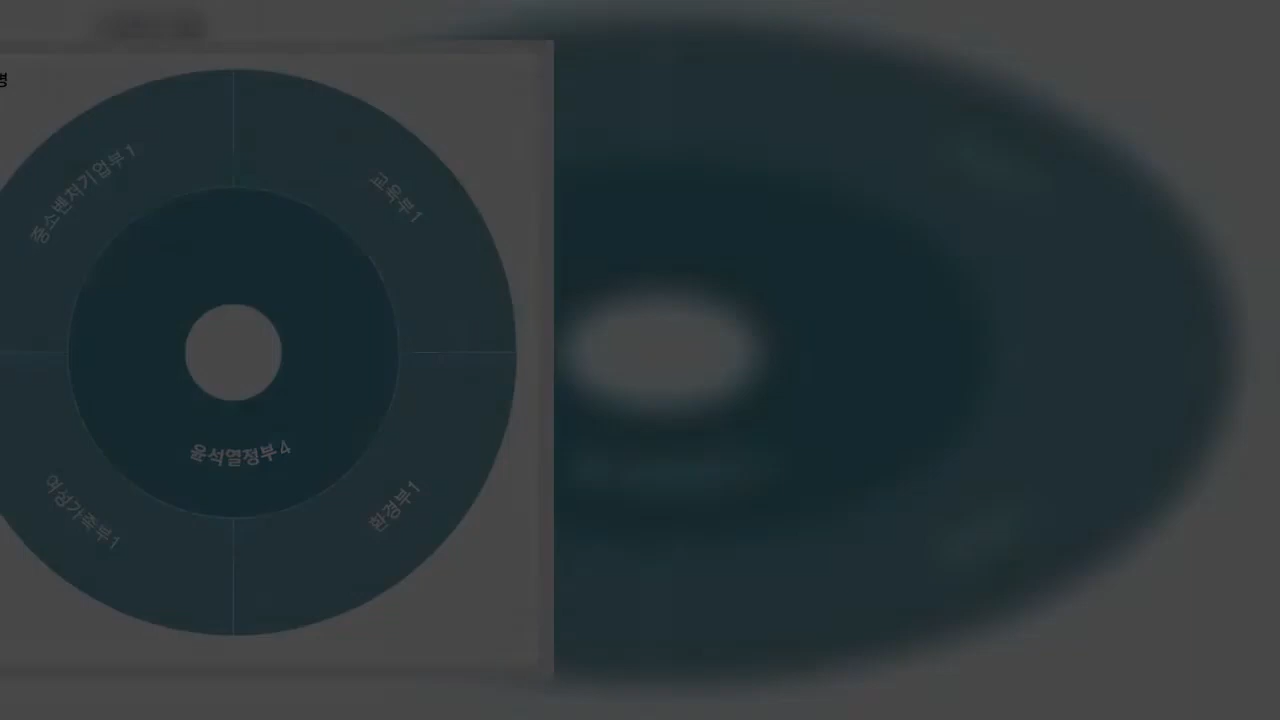 명
중소벤처기업부 1
교육부 1
윤석열정부 4
여성가족부 1
환경부 1